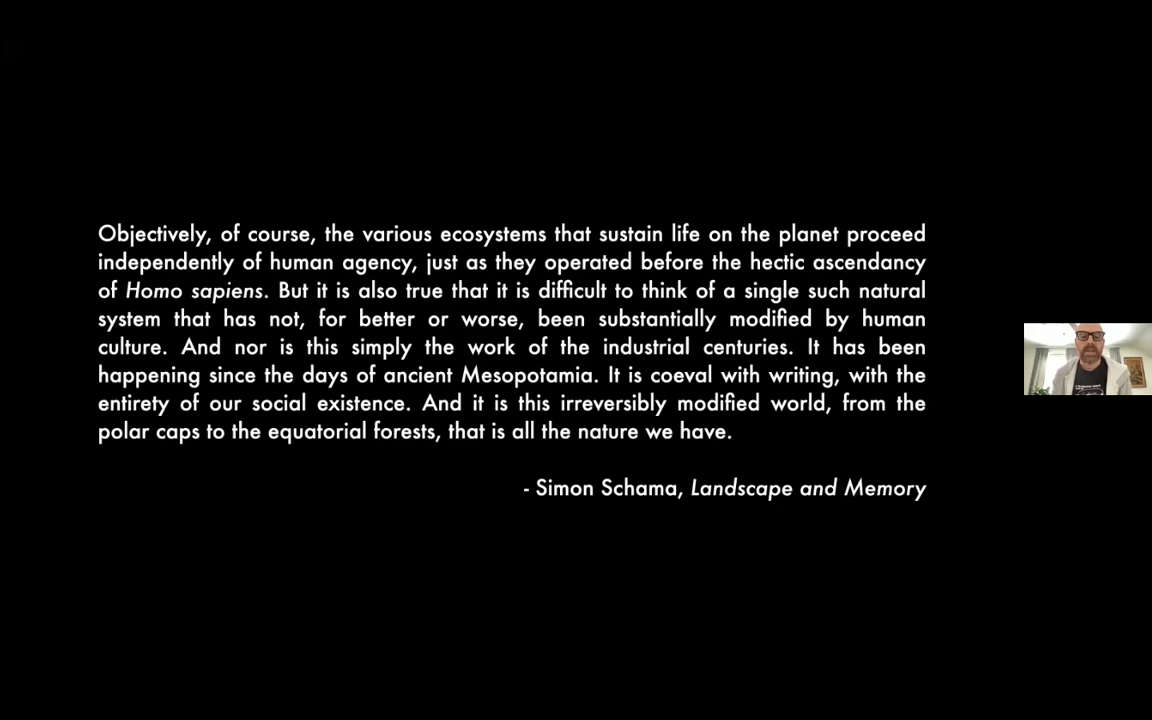 Objectively, of course, the various ecosystems that sustain life on the planet proceed
independently of human agency, just as they operated before the hectic ascendancy
of Homo sapiens. But it is also true that it is difficult to think of a single such natural
system that has not, for better or worse, been substantially modified by human
culture. And nor is this simply the work of the industrial centuries. It has been
happening since the days of ancient Mesopotamia. It is coeval with writing, with the
entirety of our social existence. And it is this irreversibly modified world, from the
polar caps to the equatorial forests, that is all the nature we have.
- Simon Schama, Landscape and Memory